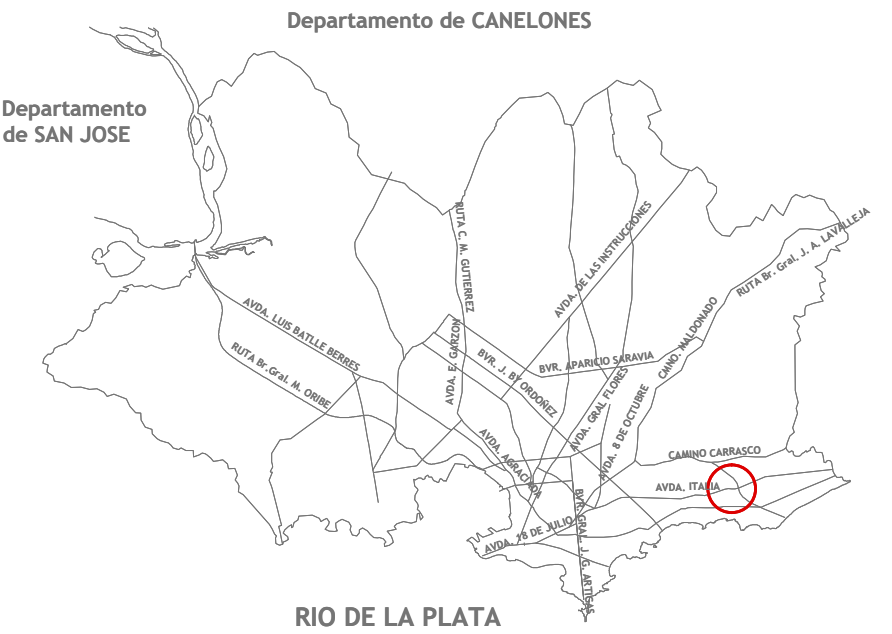 Departamento de CANELONES
Departamento
de SAN JOSE
RUTA C. M. GUTIERREZ
AVDA. DE LAS INSTRUCCIONES
RUTA Br. Gral. J. A. LAVALLEJA
AVDA. LUIS BATLLE BERRES
RUTA Br.Gral. M. ORIBE
AVDA. E. GARZON
BVR. J. BY ORDOÑEZ
BVR. APARICIO SARAVIA
CMNO. MALDONADO
AVDA. GRAL FLORES
AVDA. 8 DE OCTUBRE
AVDA. AGRACIADA
CAMINO CARRASCO
AVDA. ITALIA
AVDA. 18 DE JULIO
BVR. GRAL. J. G. ARTIGAS
RIO DE LA PLATA